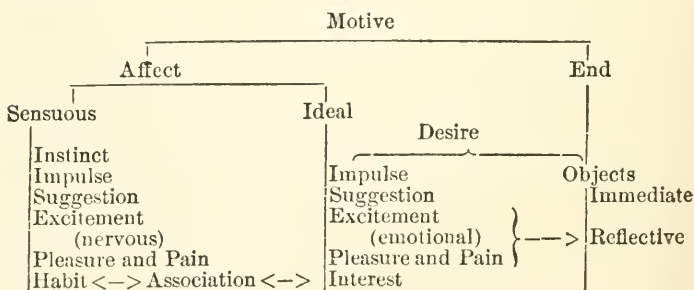 Motive
Affect End
Sensuous Ideal
Desire
Instinct
Impulse Impulse Objects
Suggestion Suggestion Immediate
Excitement Excitement
(nervous) (emotional) } —–> Reflective
Pleasure and Pain Pleasure and Pain
Habit <–> Association <–> Interest